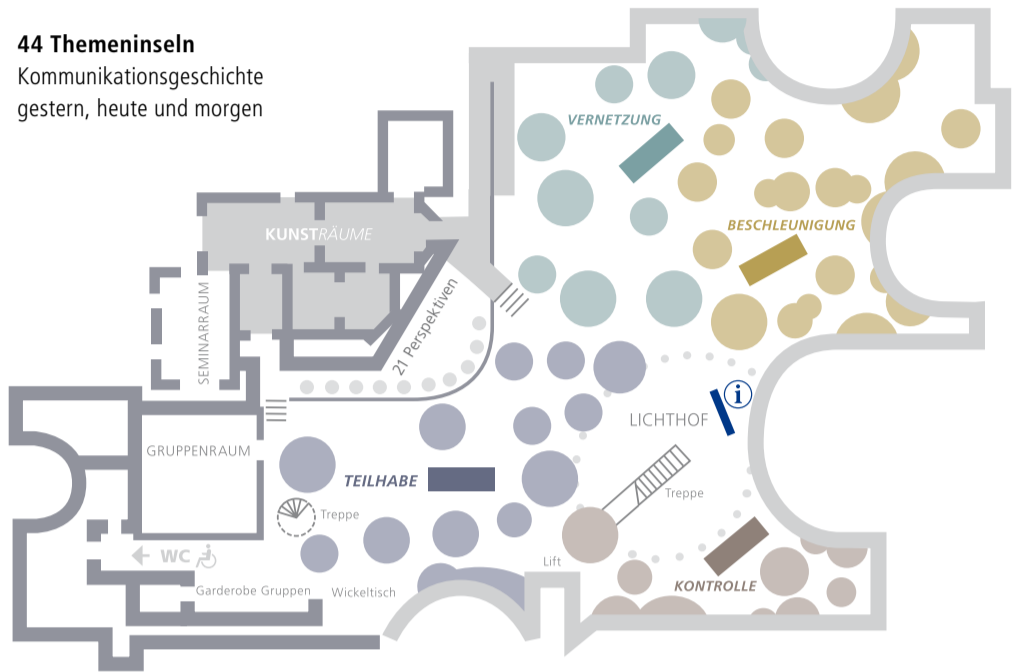 44 Themeninseln
Kommunikationsgeschichte
gestern, heute und morgen
VERNETZUNG
BESCHLEUNIGUNG
KUNSTRÄUME
SEMINARRAUM
21 Perspektiven
i
LICHTHOF
GRUPPENRAUM
TEILHABE
Treppe
Treppe
WC
Lift
KONTROLLE
Garderobe Gruppen
Wickeltisch